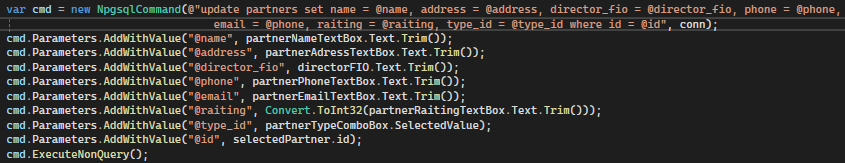 var cmd = new NpgsqlCommand(@"update partners set name = @name, address = @address, director_fio = @director_fio, phone = @phone,
email = @phone, raiting = @raiting, type_id = @type_id where id = @id", conn);
cmd.Parameters.AddWithValue("@name", partnerNameTextBox.Text.Trim());
cmd.Parameters.AddWithValue("@address", partnerAdressTextBox.Text.Trim());
cmd.Parameters.AddWithValue("@director_fio", directorFIO.Text.Trim());
cmd.Parameters.AddWithValue("@phone", partnerPhoneTextBox.Text.Trim());
cmd.Parameters.AddWithValue("@email", partnerEmailTextBox.Text.Trim());
cmd.Parameters.AddWithValue("@raiting", Convert.ToInt32(partnerRaitingTextBox.Text.Trim()));
cmd.Parameters.AddWithValue("@type_id", partnerTypeComboBox.SelectedValue);
cmd.Parameters.AddWithValue("@id", selectedPartner.id);
cmd.ExecuteNonQuery();